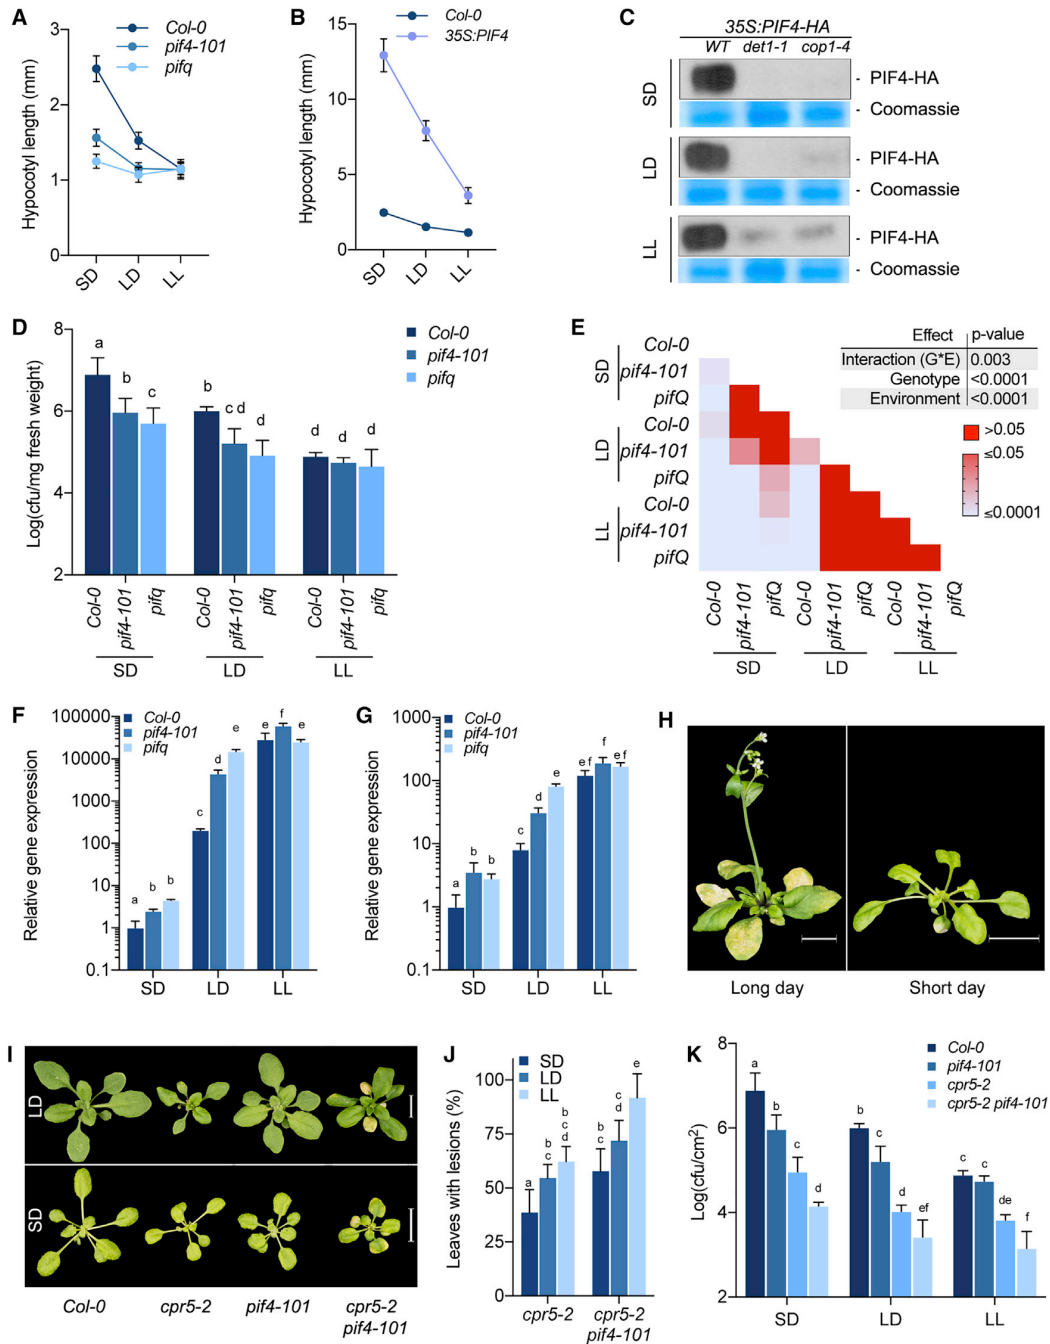 A
Col-0
pif4-101
pifq
Hypocotyl length (mm)
3
2
1
0
SD
LD
LL
B
Col-0
35S:PIF4
Hypocotyl length (mm)
15
10
5
0
SD
LD
LL
C
35S:PIF4-HA
WT det1-1 cop1-4
SD
- PIF4-HA
- Coomassie
LD
- PIF4-HA
- Coomassie
LL
- PIF4-HA
- Coomassie
D
Col-0
pif4-101
pifq
Log(cfu/mg fresh weight)
8
6
4
2
a b c b c d d d d d
Col-0 pif4-101 pifq Col-0 pif4-101 pifq Col-0 pif4-101 pifq
SD LD LL
E
Effect p-value
Interaction (G*E) 0.003
Genotype <0.0001
Environment <0.0001
>0.05
≤0.05
≤0.0001
SD
Col-0
pif4-101
pifQ
LD
Col-0
pif4-101
pifQ
LL
Col-0
pif4-101
pifQ
Col-0 pif4-101 pifQ Col-0 pif4-101 pifQ Col-0 pif4-101 pifQ
SD LD LL
F
Col-0
pif4-101
pifq
Relative gene expression
100000
10000
1000
100
10
1
0.1
a b b c d e e f e
SD LD LL
G
Col-0
pif4-101
pifq
Relative gene expression
1000
100
10
1
0.1
a b b c d e ef f ef
SD LD LL
H
Long day Short day
I
LD
SD
Col-0 cpr5-2 pif4-101 cpr5-2 pif4-101
J
SD
LD
LL
Leaves with lesions (%)
100
75
50
25
0
a
b c
b c d
b c
c d
e
cpr5-2 cpr5-2 pif4-101
K
Col-0
pif4-101
cpr5-2
cpr5-2 pif4-101
Log(cfu/cm²)
8
6
4
2
a b c d b c d ef c c de f
SD LD LL